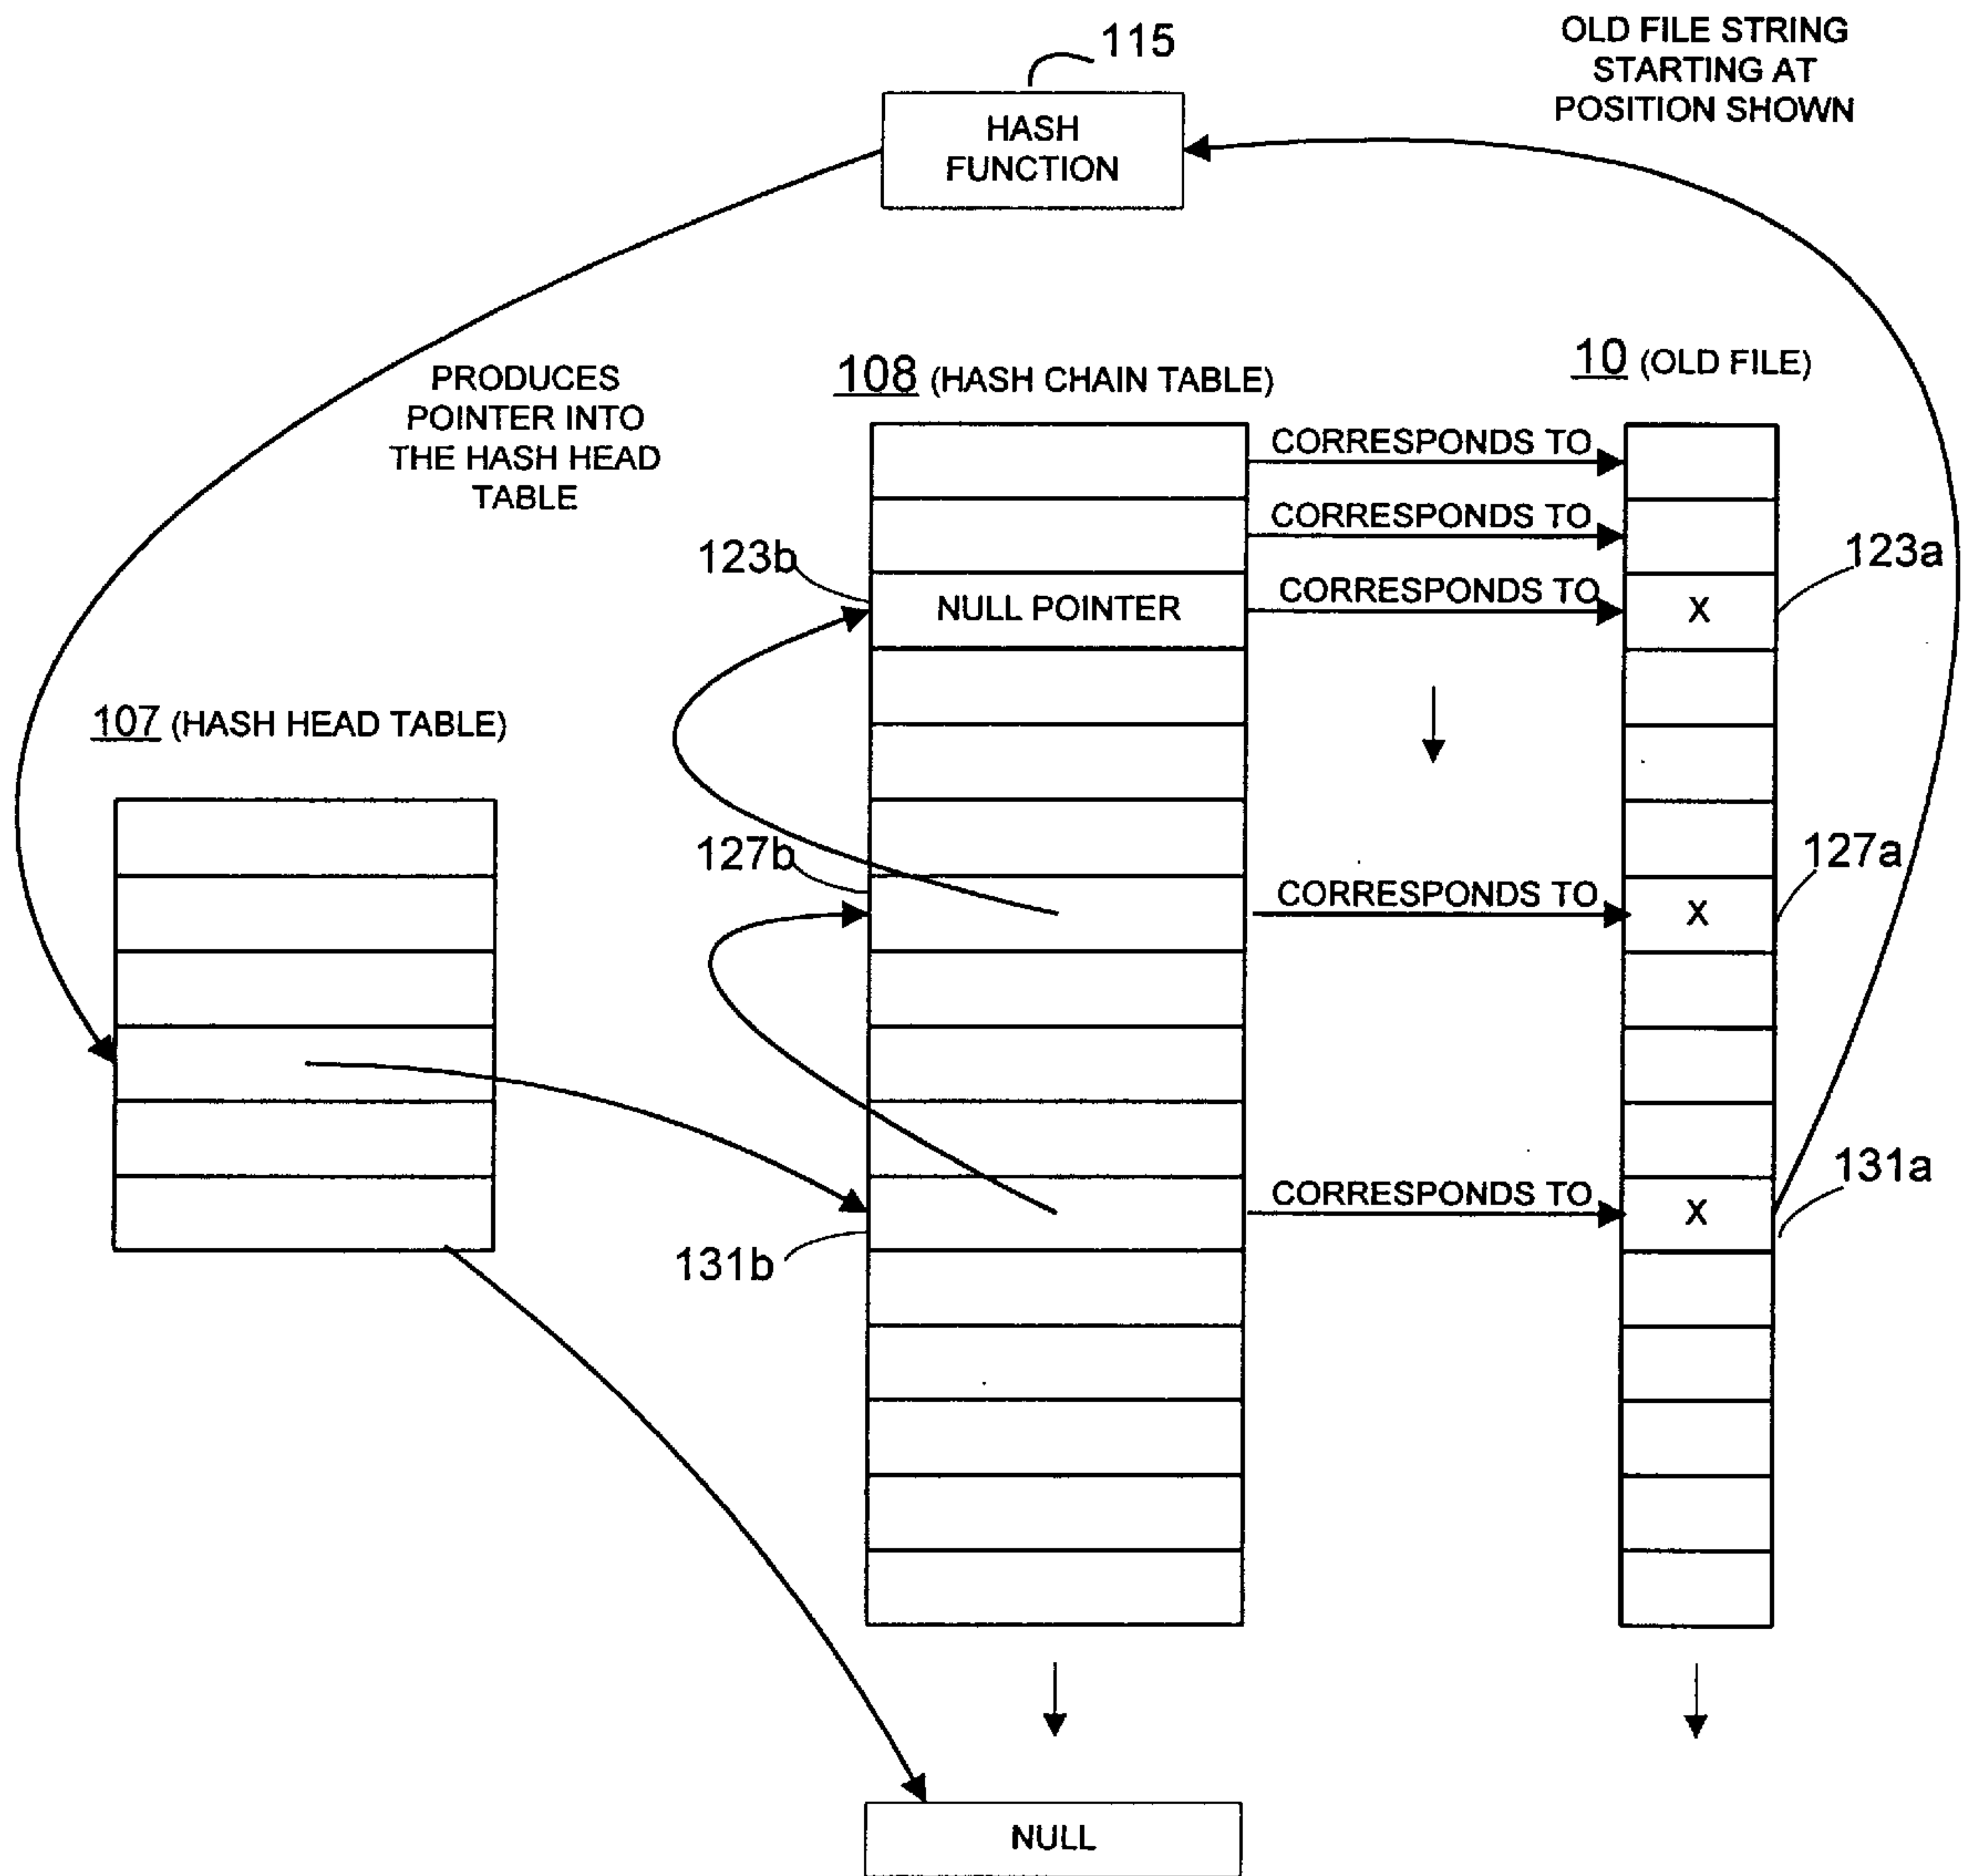 115
OLD FILE STRING
STARTING AT
POSITION SHOWN
HASH
FUNCTION
PRODUCES
POINTER INTO
THE HASH HEAD
TABLE
108 (HASH CHAIN TABLE)
10 (OLD FILE)
CORRESPONDS TO
CORRESPONDS TO
123b
NULL POINTER
CORRESPONDS TO
X
123a
107 (HASH HEAD TABLE)
127b
CORRESPONDS TO
X
127a
131b
CORRESPONDS TO
X
131a
NULL